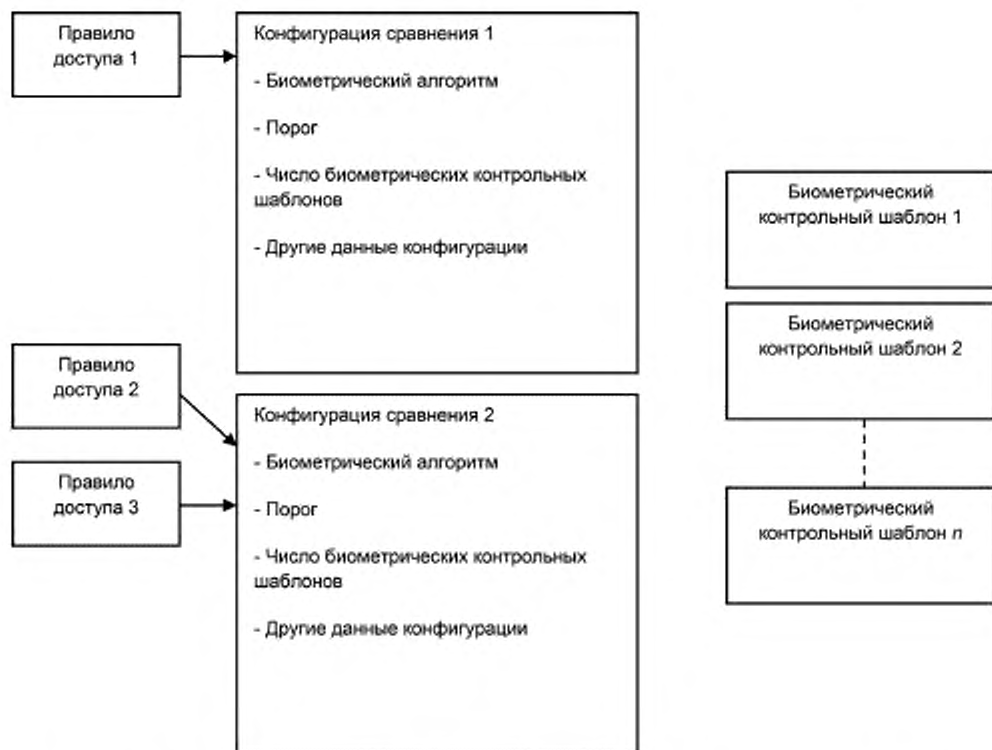 Правило
доступа 1
Конфигурация сравнения 1
- Биометрический алгоритм
- Порог
- Число биометрических контрольных
шаблонов
- Другие данные конфигурации
Правило
доступа 2
Правило
доступа 3
Конфигурация сравнения 2
- Биометрический алгоритм
- Порог
- Число биометрических контрольных
шаблонов
- Другие данные конфигурации
Биометрический
контрольный шаблон 1
Биометрический
контрольный шаблон 2
Биометрический
контрольный шаблон n